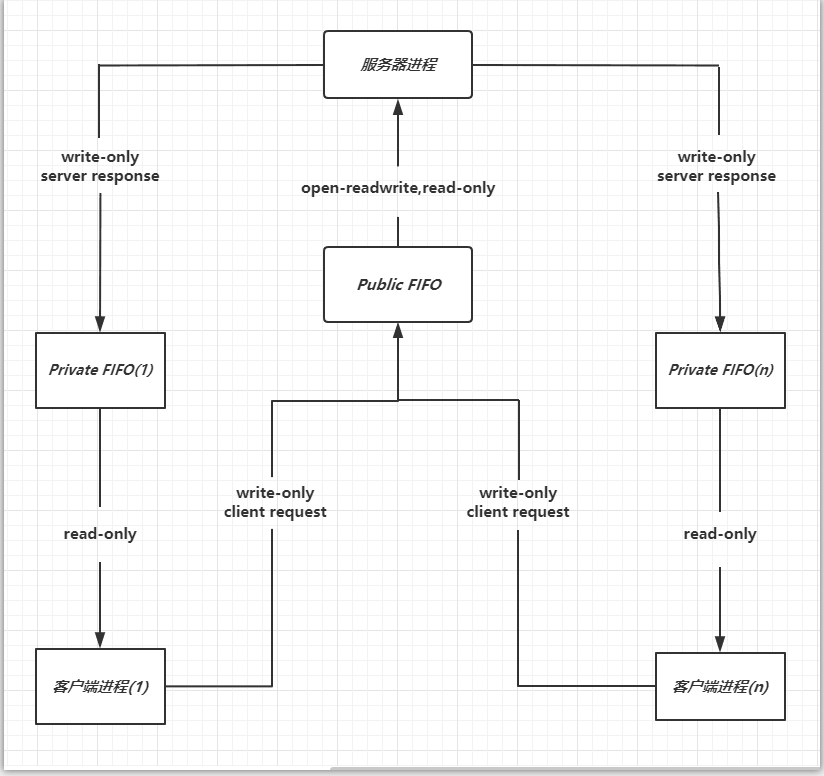 服务器进程
write-only
server response
write-only
server response
open-readwrite,read-only
Public FIFO
Private FIFO(1)
Private FIFO(n)
write-only
client request
write-only
client request
read-only
read-only
客户端进程(1)
客户端进程(n)